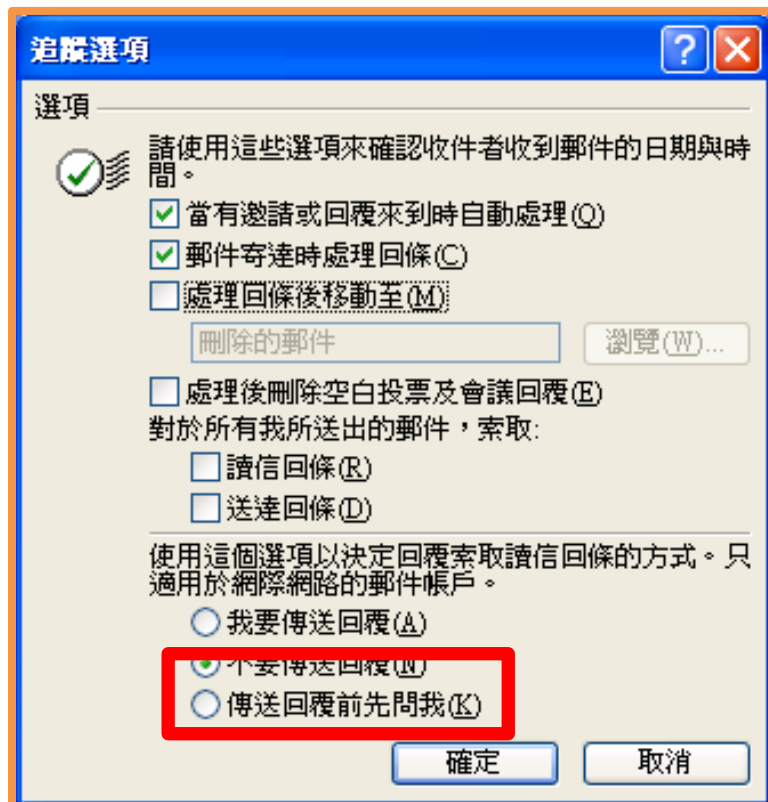 追蹤選項
選項
請使用這些選項來確認收件者收到郵件的日期與時
間。
當有邀請或回覆來到時自動處理(Q)
郵件寄達時處理回條(C)
處理回條後移動至(M)
刪除的郵件
瀏覽(W)...
處理後刪除空白投票及會議回覆(E)
對於所有我所送出的郵件，索取:
讀信回條(R)
送達回條(D)
使用這個選項以決定回覆索取讀信回條的方式。只
適用於網際網路的郵件帳戶。
我要傳送回覆(A)
不要傳送回覆(N)
傳送回覆前先問我(K)
確定
取消